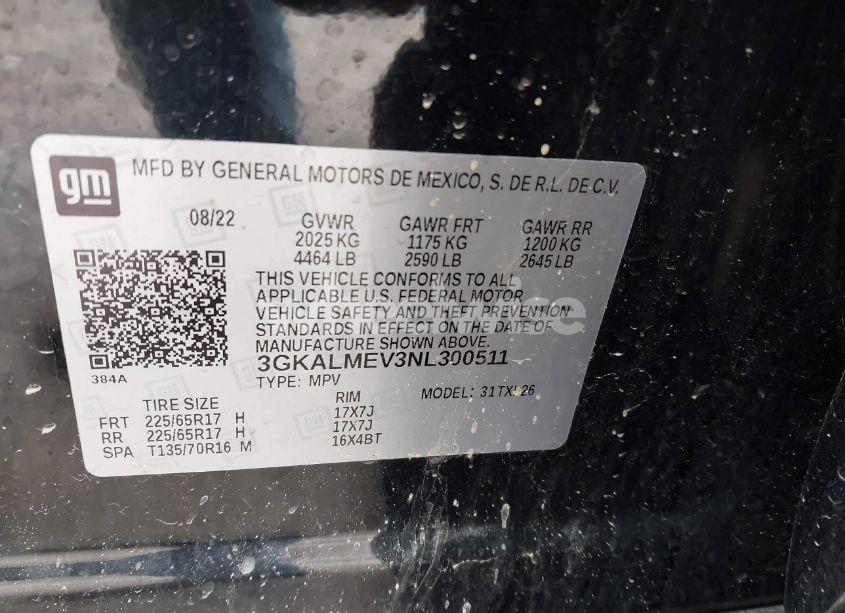 gm
MFD BY GENERAL MOTORS DE MEXICO, S. DE R.L. DE C.V.
08/22 GVWR GAWR FRT GAWR RR
2025 KG 1175 KG 1200 KG
4464 LB 2590 LB 2645 LB
THIS VEHICLE CONFORMS TO ALL
APPLICABLE U.S. FEDERAL MOTOR
VEHICLE SAFETY AND THEFT PREVENTION
STANDARDS IN EFFECT ON THE DATE OF
MANUFACTURE SHOWN ABOVE.
3GKALMEV3NL300511
384A
TYPE: MPV MODEL: 31TXL26
TIRE SIZE RIM
FRT 225/65R17 H 17X7J
RR 225/65R17 H 17X7J
SPA T135/70R16 M 16X4BT